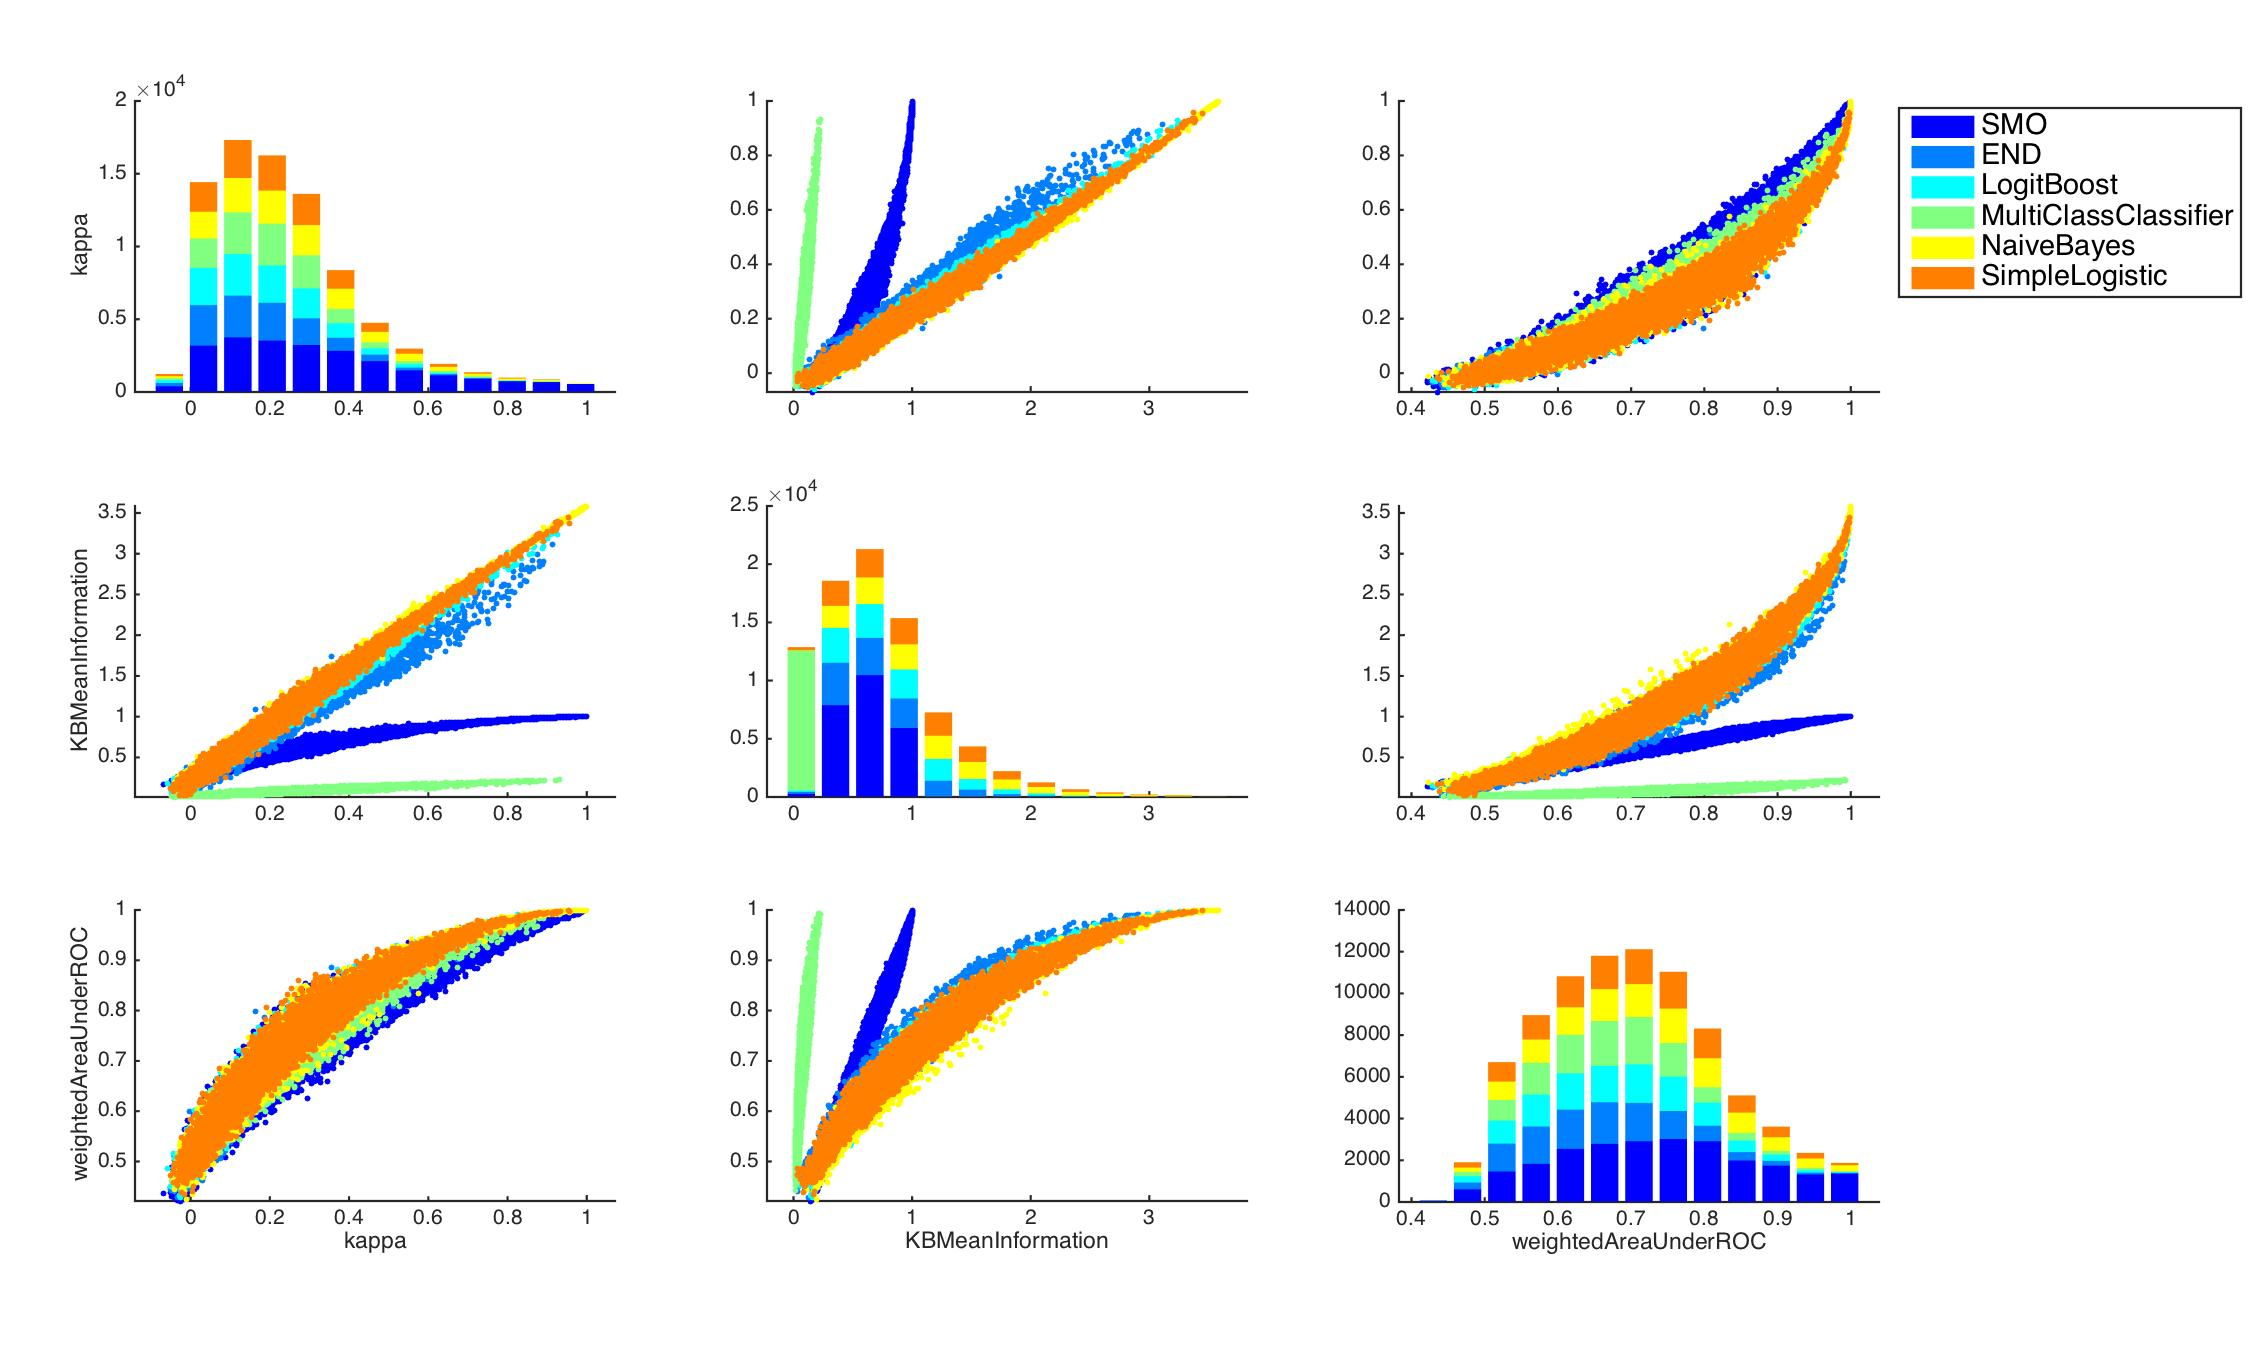 ×10⁴
2
1.5
1
0.5
0
kappa
0 0.2 0.4 0.6 0.8 1
1
0.8
0.6
0.4
0.2
0
0 1 2 3
1
0.8
0.6
0.4
0.2
0
0.4 0.5 0.6 0.7 0.8 0.9 1
SMO
END
LogitBoost
MultiClassClassifier
NaiveBayes
SimpleLogistic
3.5
3
2.5
2
1.5
1
0.5
KBMeanInformation
0 0.2 0.4 0.6 0.8 1
×10⁴
2.5
2
1.5
1
0.5
0
0 1 2 3
3.5
3
2.5
2
1.5
1
0.5
0.4 0.5 0.6 0.7 0.8 0.9 1
1
0.9
0.8
0.7
0.6
0.5
weightedAreaUnderROC
0 0.2 0.4 0.6 0.8 1
kappa
1
0.9
0.8
0.7
0.6
0.5
0 1 2 3
KBMeanInformation
14000
12000
10000
8000
6000
4000
2000
0
0.4 0.5 0.6 0.7 0.8 0.9 1
weightedAreaUnderROC